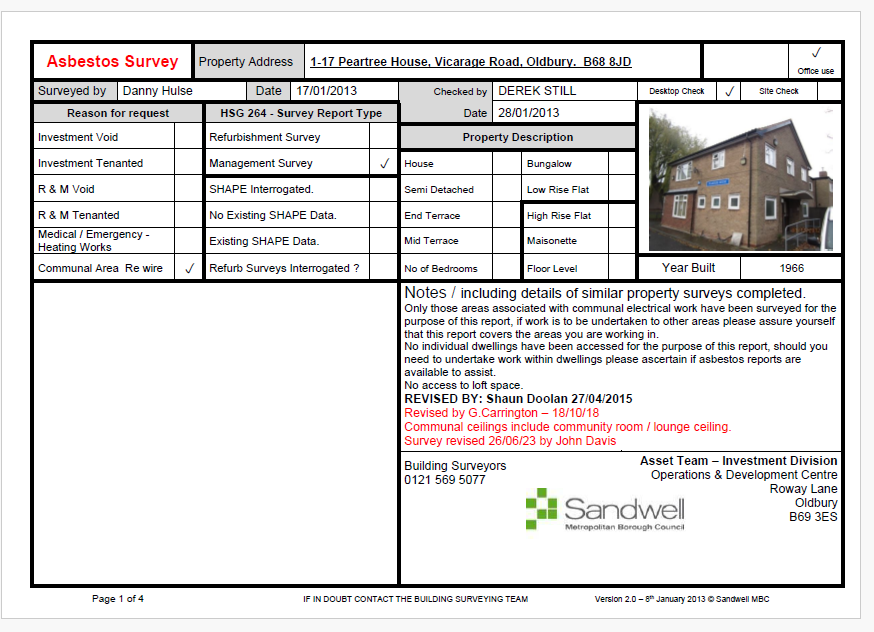 Asbestos Survey Property Address 1-17 Peartree House, Vicarage Road, Oldbury. B68 8JD ✓ Office use
Surveyed by Danny Hulse Date 17/01/2013 Checked by DEREK STILL Desktop Check ✓ Site Check
Date 28/01/2013
Reason for request HSG 264 - Survey Report Type Property Description
Investment Void Refurbishment Survey
Investment Tenanted Management Survey ✓ House Bungalow
R & M Void SHAPE Interrogated. Semi Detached Low Rise Flat
R & M Tenanted No Existing SHAPE Data. End Terrace High Rise Flat
Medical / Emergency -
Heating Works Existing SHAPE Data. Mid Terrace Maisonette
Communal Area Re wire ✓ Refurb Surveys Interrogated ? No of Bedrooms Floor Level Year Built 1966
Notes / including details of similar property surveys completed.
Only those areas associated with communal electrical work have been surveyed for the
purpose of this report, if work is to be undertaken to other areas please assure yourself
that this report covers the areas you are working in.
No individual dwellings have been accessed for the purpose of this report, should you
need to undertake work within dwellings please ascertain if asbestos reports are
available to assist.
No access to loft space.
REVISED BY: Shaun Doolan 27/04/2015
Revised by G.Carrington – 18/10/18
Communal ceilings include community room / lounge ceiling.
Survey revised 26/06/23 by John Davis
Building Surveyors
0121 569 5077
Asset Team – Investment Division
Operations & Development Centre
Roway Lane
Oldbury
B69 3ES
Sandwell
Metropolitan Borough Council
Page 1 of 4 IF IN DOUBT CONTACT THE BUILDING SURVEYING TEAM Version 2.0 – 8th January 2013 © Sandwell MBC